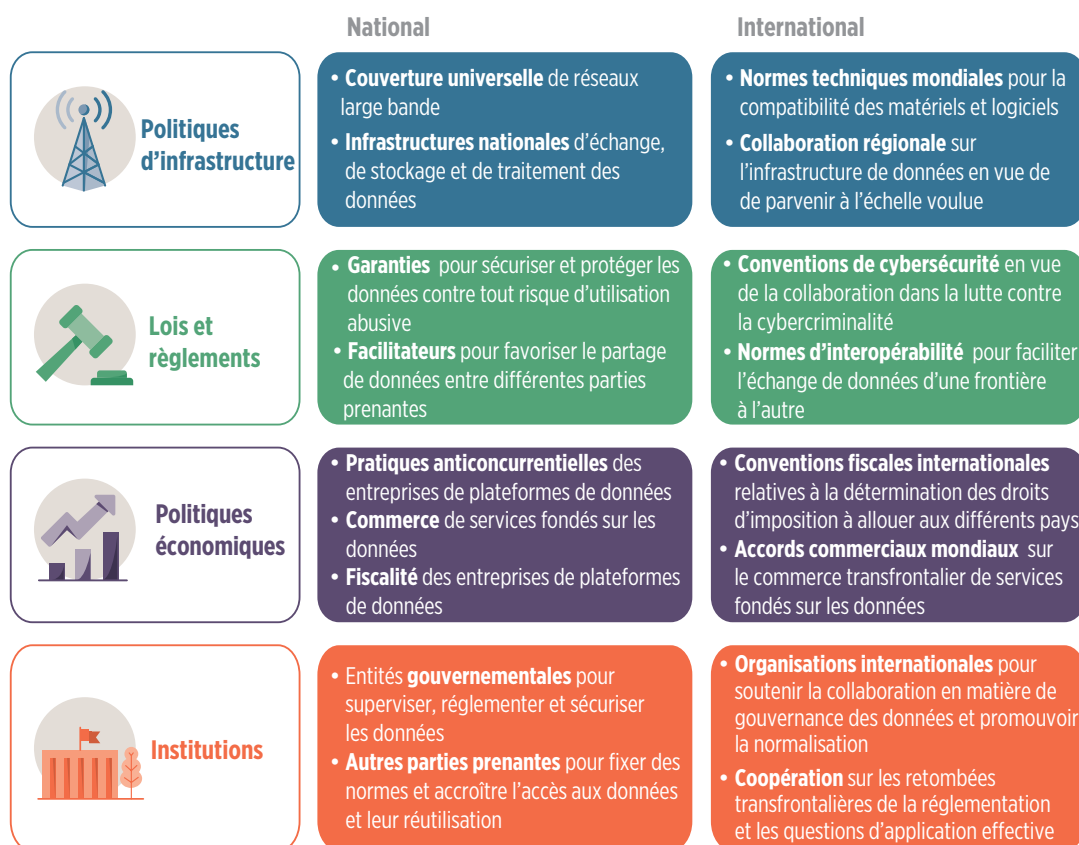 National
International
Politiques
d’infrastructure
• Couverture universelle de réseaux
large bande
• Infrastructures nationales d’échange,
de stockage et de traitement des
données
• Normes techniques mondiales pour la
compatibilité des matériels et logiciels
• Collaboration régionale sur
l’infrastructure de données en vue de
de parvenir à l’échelle voulue
Lois et
règlements
• Garanties pour sécuriser et protéger les
données contre tout risque d’utilisation
abusive
• Facilitateurs pour favoriser le partage
de données entre différentes parties
prenantes
• Conventions de cybersécurité en vue
de la collaboration dans la lutte contre
la cybercriminalité
• Normes d’interopérabilité pour faciliter
l’échange de données d’une frontière
à l’autre
Politiques
économiques
• Pratiques anticoncurrentielles des
entreprises de plateformes de données
• Commerce de services fondés sur les
données
• Fiscalité des entreprises de plateformes
de données
• Conventions fiscales internationales
relatives à la détermination des droits
d’imposition à allouer aux différents pays
• Accords commerciaux mondiaux sur
le commerce transfrontalier de services
fondés sur les données
Institutions
• Entités gouvernementales pour
superviser, réglementer et sécuriser
les données
• Autres parties prenantes pour fixer des
normes et accroître l’accès aux données
et leur réutilisation
• Organisations internationales pour
soutenir la collaboration en matière de
gouvernance des données et promouvoir
la normalisation
• Coopération sur les retombées
transfrontalières de la réglementation
et les questions d’application effective